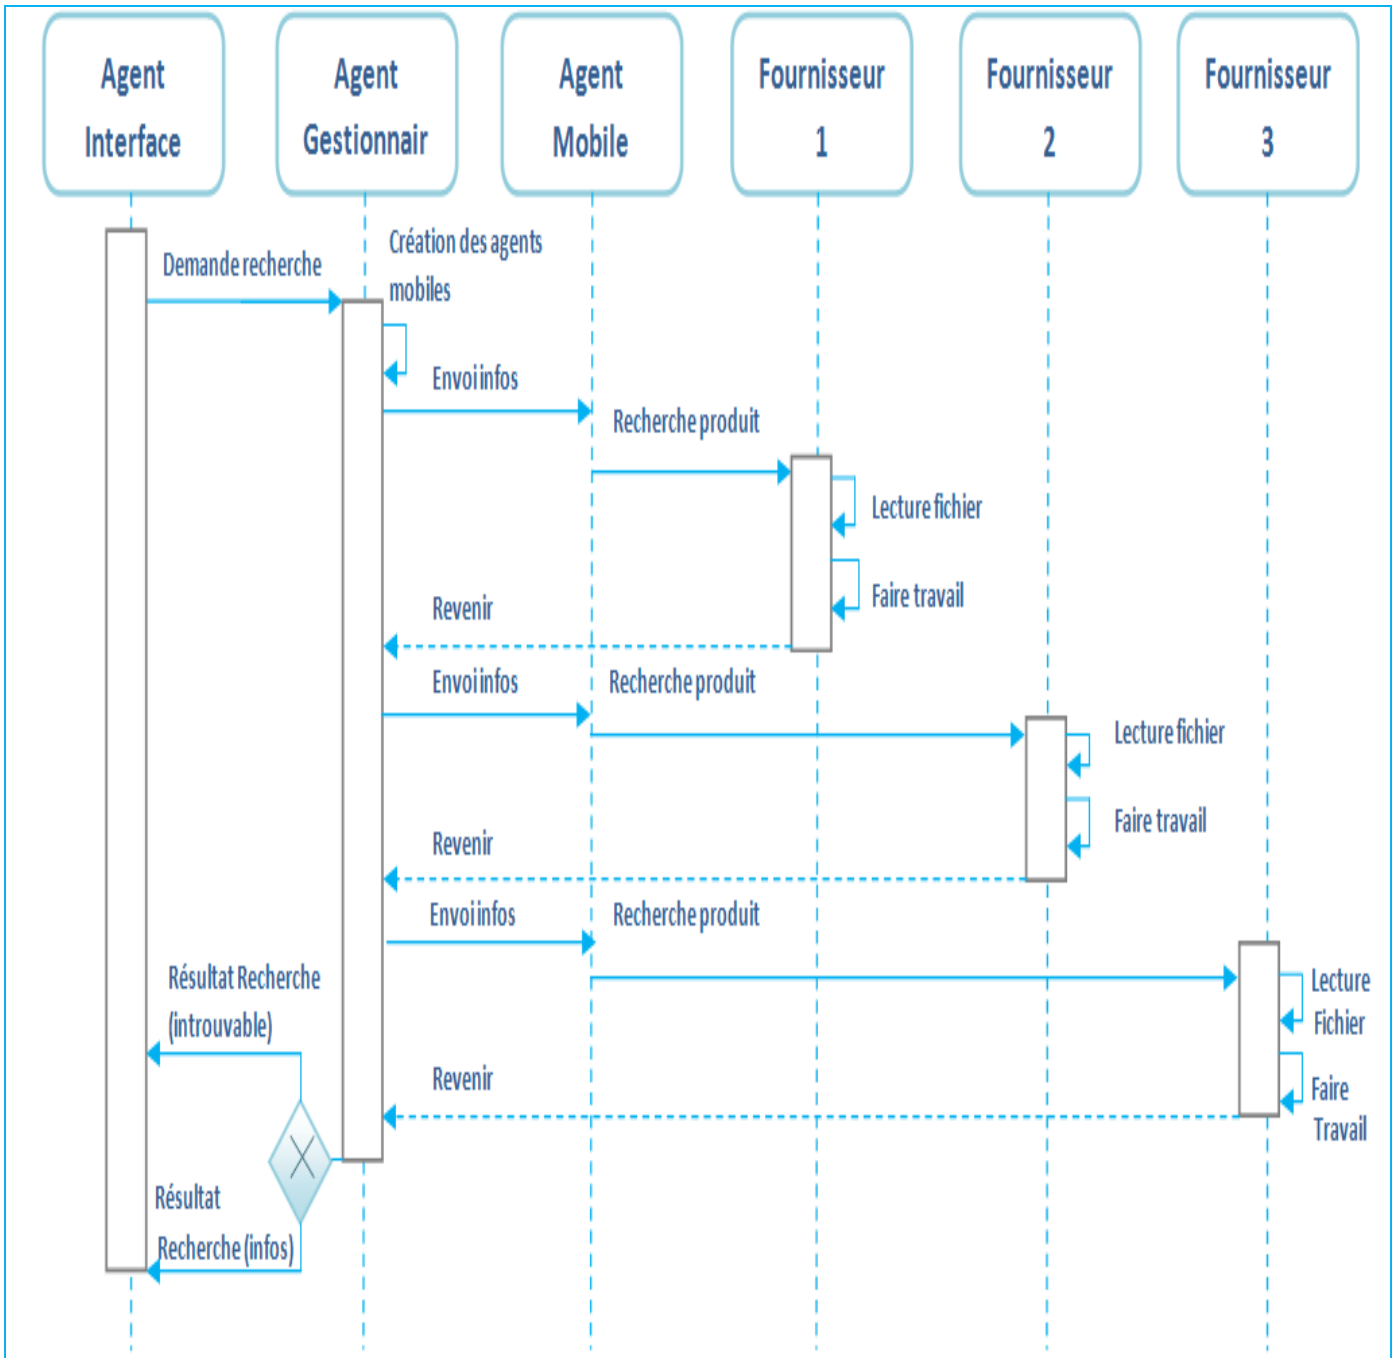 Agent
Interface
Agent
Gestionnair
Agent
Mobile
Fournisseur
1
Fournisseur
2
Fournisseur
3
Création des agents
mobiles
Demande recherche
Envoi infos
Recherche produit
Lecture fichier
Faire travail
Revenir
Envoi infos
Recherche produit
Lecture fichier
Faire travail
Revenir
Envoi infos
Recherche produit
Résultat Recherche
(introuvable)
Lecture
Fichier
Revenir
Faire
Travail
Résultat
Recherche (infos)